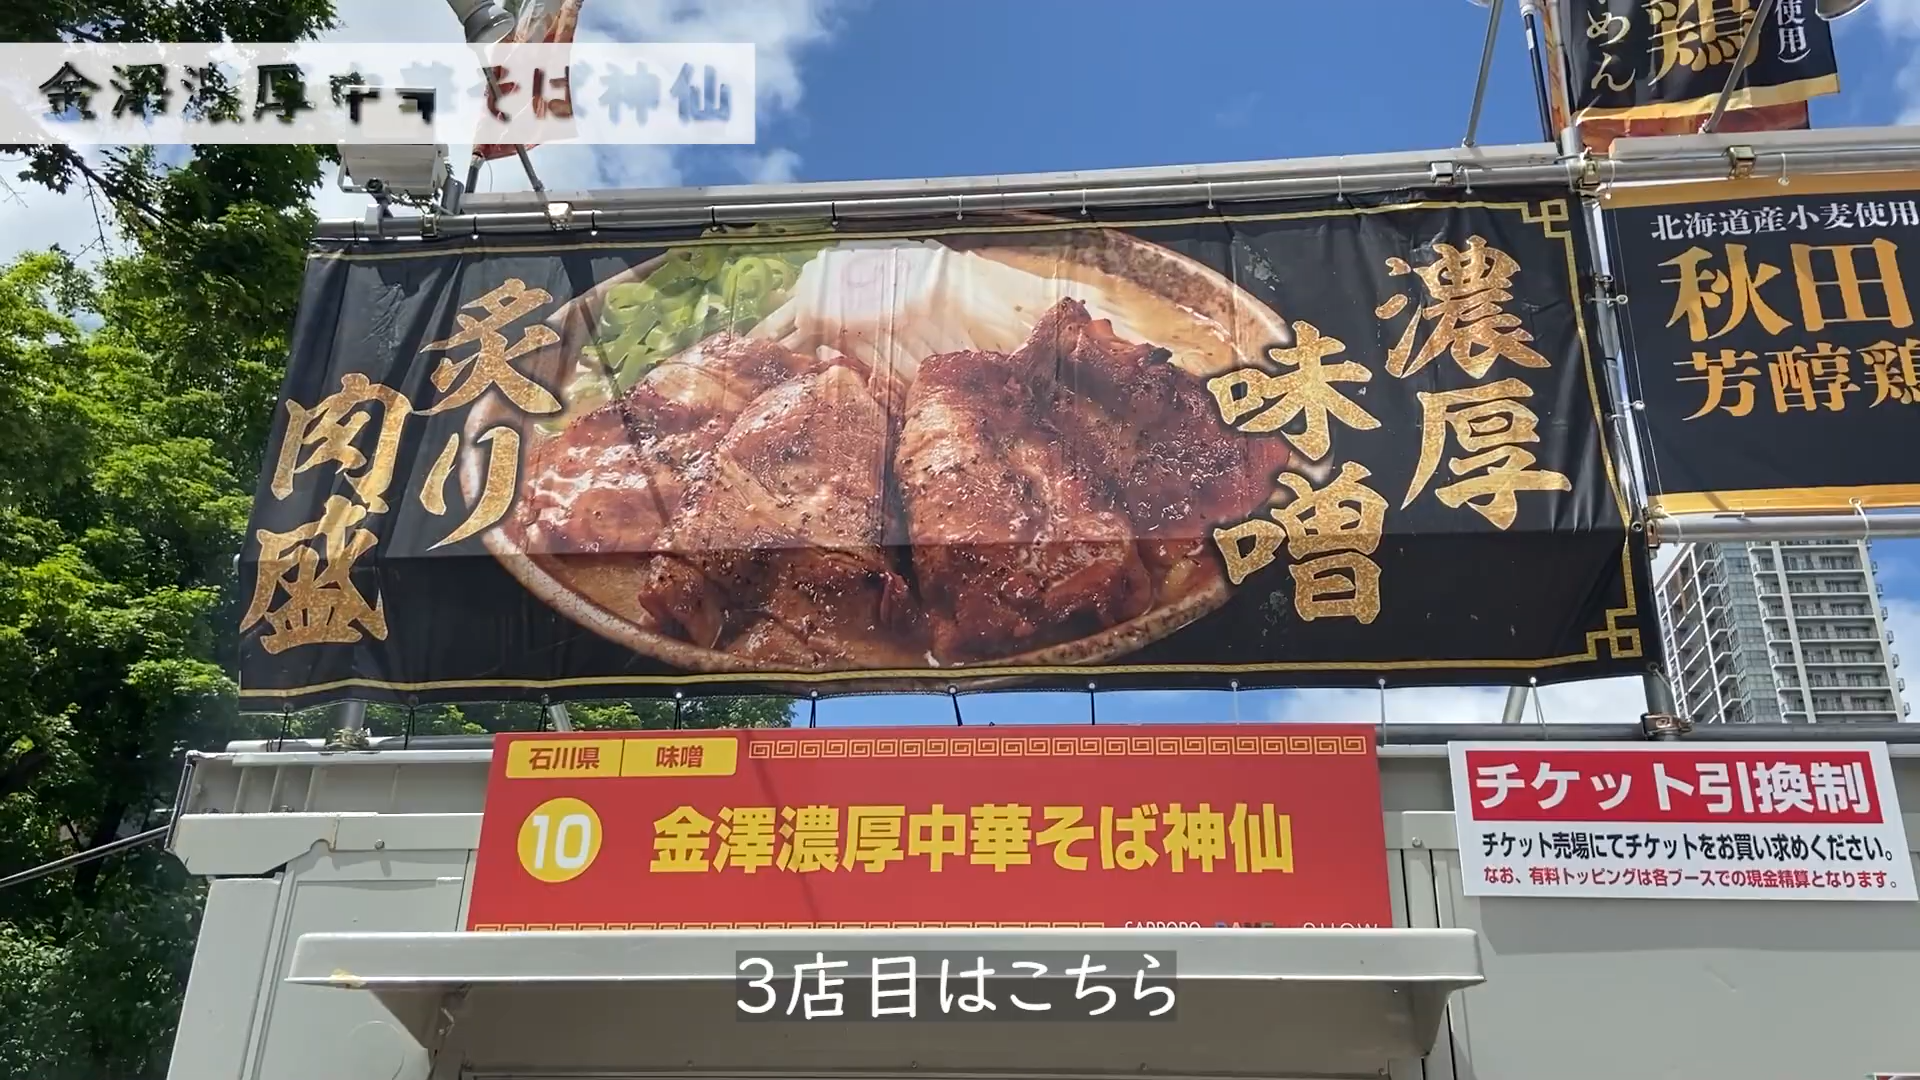 金澤濃厚中華そば神仙
めん
鶏
使用)
北海道産小麦使用
秋田
芳醇鶏
濃厚
味噌
炙り
肉盛
石川県 味噌
10 金澤濃厚中華そば神仙
チケット引換制
チケット売場にてチケットをお買い求めください。
なお、有料トッピングは各ブースでの現金精算となります。
3店目はこちら